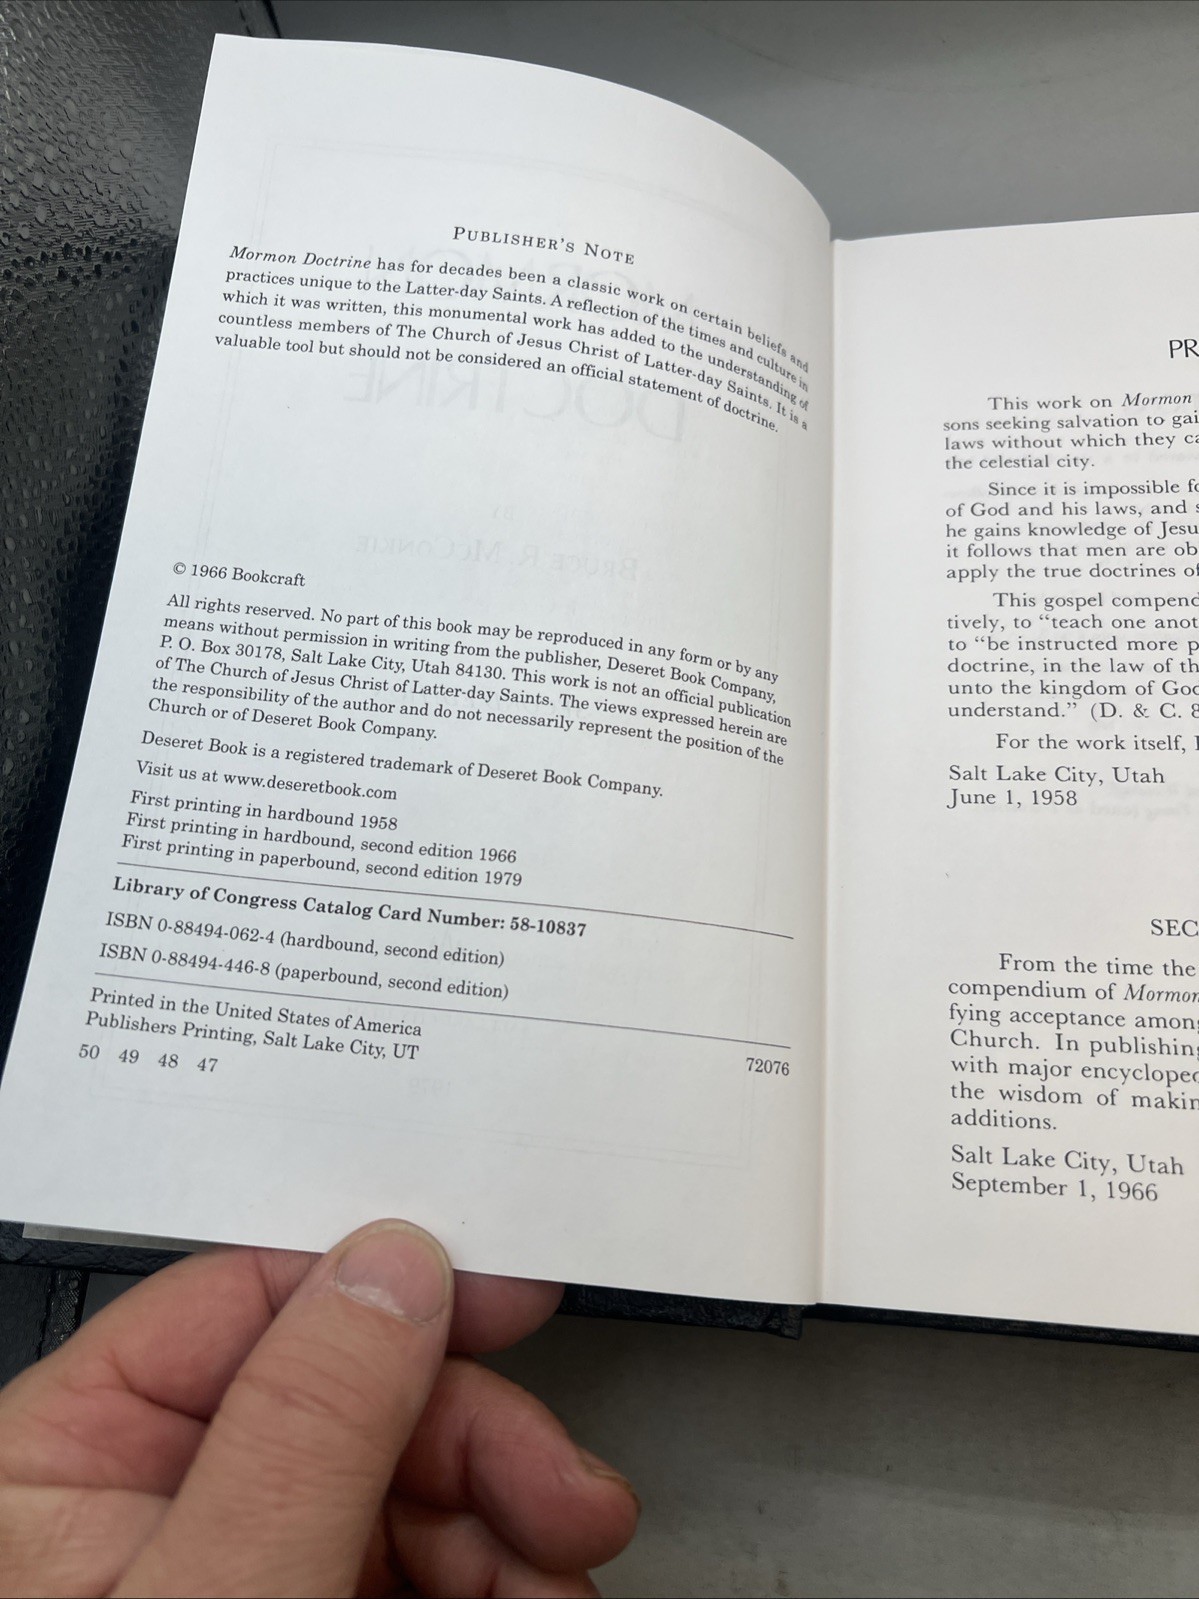 PUBLISHER'S NOTE
Mormon Doctrine has for decades been a classic work on certain beliefs and
practices unique to the Latter-day Saints. A reflection of the times and culture in
which it was written, this monumental work has added to the understanding of
countless members of The Church of Jesus Christ of Latter-day Saints. It is a
valuable tool but should not be considered an official statement of doctrine.
© 1966 Bookcraft
All rights reserved. No part of this book may be reproduced in any form or by any
means without permission in writing from the publisher, Deseret Book Company,
P. O. Box 30178, Salt Lake City, Utah 84130. This work is not an official publication
of The Church of Jesus Christ of Latter-day Saints. The views expressed herein are
the responsibility of the author and do not necessarily represent the position of the
Church or of Deseret Book Company.
Deseret Book is a registered trademark of Deseret Book Company.
Visit us at www.deseretbook.com
First printing in hardbound 1958
First printing in hardbound, second edition 1966
First printing in paperbound, second edition 1979
Library of Congress Catalog Card Number: 58-10837
ISBN 0-88494-062-4 (hardbound, second edition)
ISBN 0-88494-446-8 (paperbound, second edition)
Printed in the United States of America
Publishers Printing, Salt Lake City, UT
50 49 48 47
72076
PR
This work on Mormon
sons seeking salvation to gai
laws without which they ca
the celestial city.
Since it is impossible fo
of God and his laws, and s
he gains knowledge of Jesu
it follows that men are ob
apply the true doctrines of
This gospel compend
tively, to "teach one anot
to "be instructed more p
doctrine, in the law of th
unto the kingdom of God
understand." (D. & C. 8
For the work itself, I
Salt Lake City, Utah
June 1, 1958
SEC
From the time the
compendium of Mormon
fying acceptance among
Church. In publishing
with major encycloped
the wisdom of makin
additions.
Salt Lake City, Utah
September 1, 1966